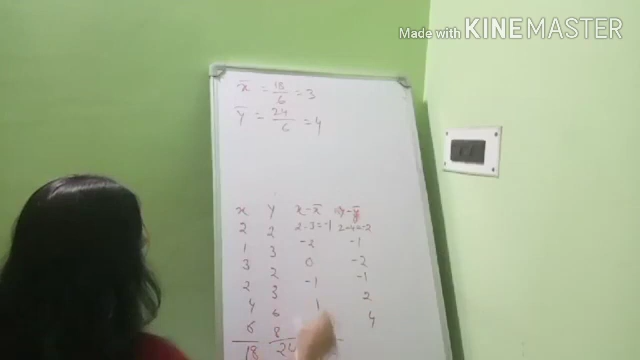 Made with KINEMASTER
x̄ = 18/6 = 3
ȳ = 24/6 = 4
x y x-x̄ y-ȳ
2 2 2-3=-1 2-4=-2
1 3 -2 -1
3 2 0 -2
2 3 -1 -1
4 6 1 2
6 8 4
18 24